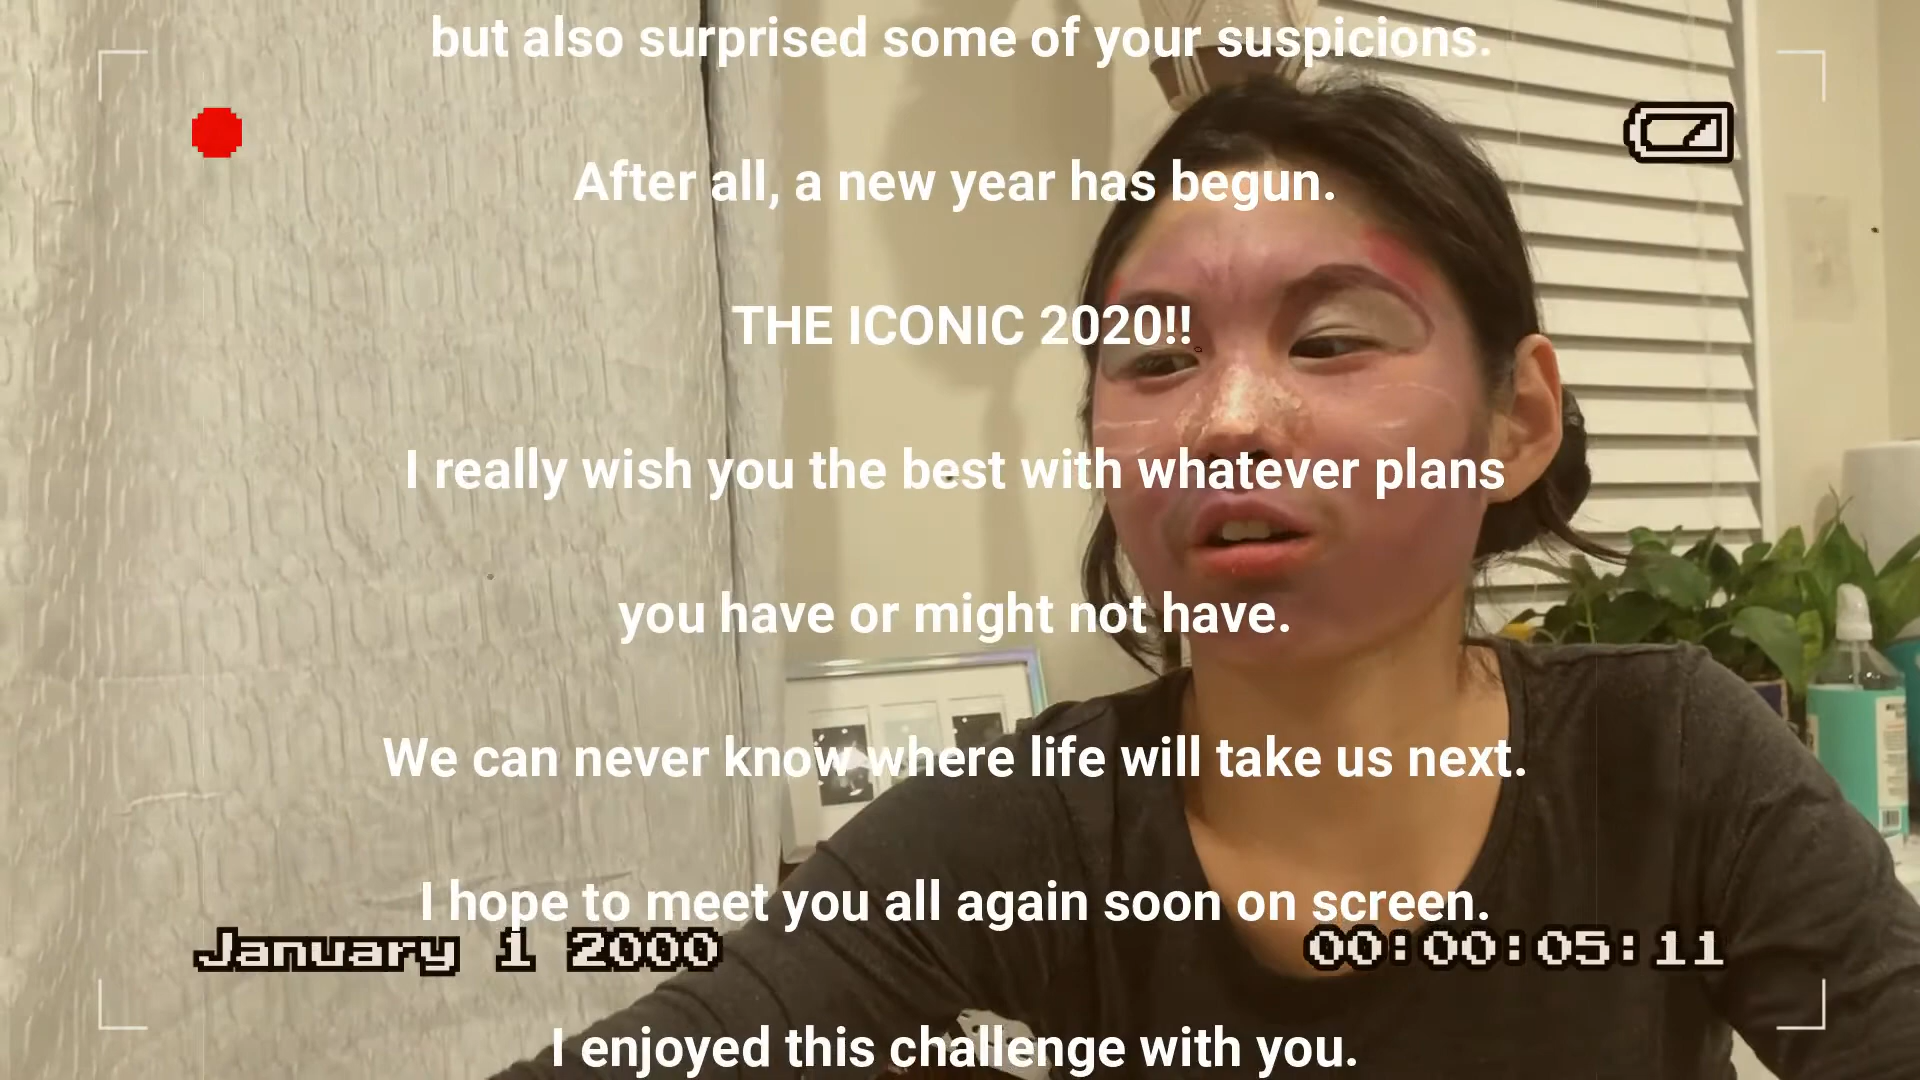 but also surprised some of your suspicions.
After all, a new year has begun.
THE ICONIC 2020!!
I really wish you the best with whatever plans
you have or might not have.
We can never know where life will take us next.
I hope to meet you all again soon on screen.
January 1 2000
00:00:05:11
I enjoyed this challenge with you.